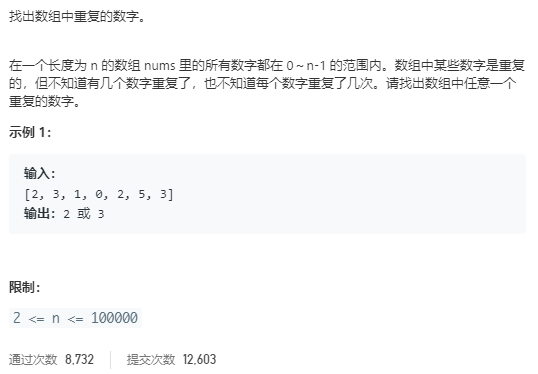 找出数组中重复的数字。
在一个长度为 n 的数组 nums 里的所有数字都在 0～n-1 的范围内。数组中某些数字是重复
的，但不知道有几个数字重复了，也不知道每个数字重复了几次。请找出数组中任意一个
重复的数字。
示例 1：
输入：
[2, 3, 1, 0, 2, 5, 3]
输出：2 或 3
限制：
2 <= n <= 100000
通过次数 8,732 提交次数 12,603